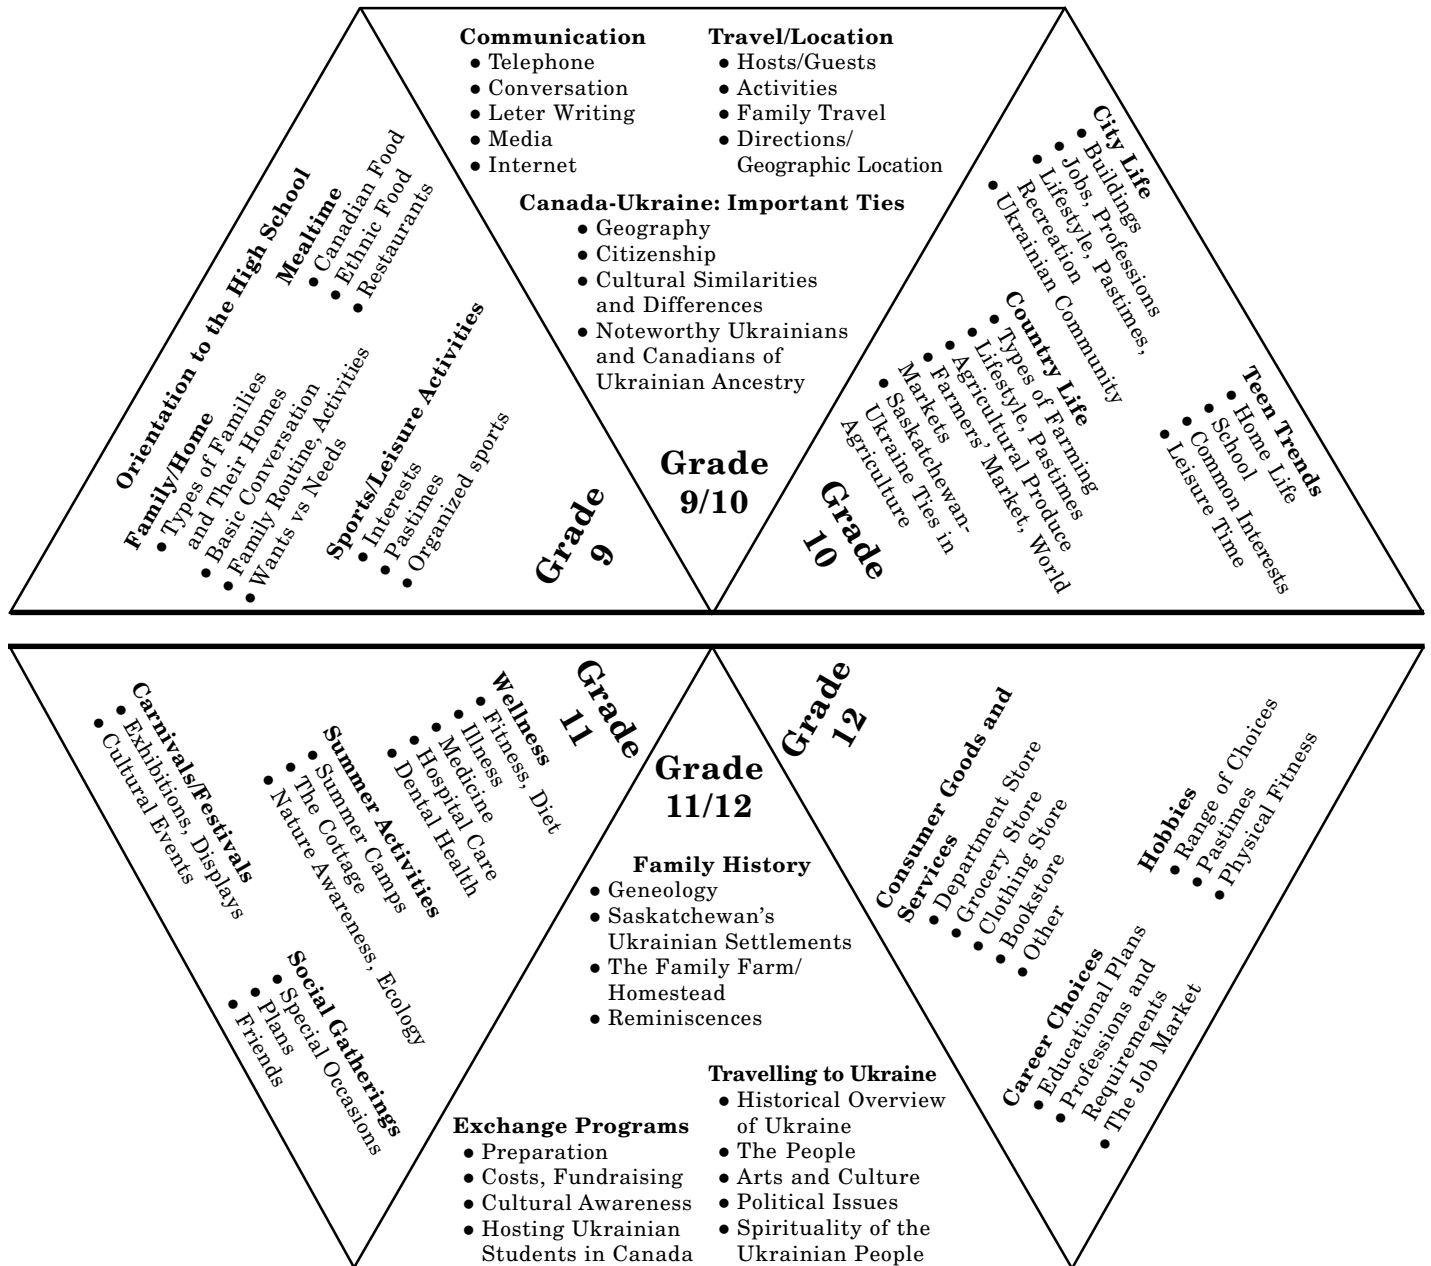 Orientation to the High School
Mealtime
● Canadian Food
● Ethnic Food
● Restaurants
Family/Home
● Types of Families
and Their Homes
● Basic Conversation
● Family Routine, Activities
● Wants vs Needs
Sports/Leisure Activities
● Interests
● Pastimes
● Organized sports
Grade
9
Communication
● Telephone
● Conversation
● Leter Writing
● Media
● Internet
Travel/Location
● Hosts/Guests
● Activities
● Family Travel
● Directions/
Geographic Location
Canada-Ukraine: Important Ties
● Geography
● Citizenship
● Cultural Similarities
and Differences
● Noteworthy Ukrainians
and Canadians of
Ukrainian Ancestry
Grade
9/10
City Life
● Buildings
● Jobs, Professions
● Lifestyle, Pastimes,
Recreation
● Ukrainian Community
Country Life
● Types of Farming
● Lifestyle, Pastimes
● Agricultural Produce
● Farmers' Market, World
Markets
● Saskatchewan-
Ukraine Ties in
Agriculture
Teen Trends
● Home Life
● School
● Common Interests
● Leisure Time
Grade
10
Carnivals/Festivals
● Exhibitions, Displays
● Cultural Events
Summer Activities
● Summer Camps
● The Cottage
● Nature Awareness, Ecology
Wellness
● Fitness, Diet
● Illness
● Medicine
● Hospital Care
● Dental Health
Social Gatherings
● Special Occasions
● Plans
● Friends
Grade
11
Grade
11/12
Family History
● Geneology
● Saskatchewan's
Ukrainian Settlements
● The Family Farm/
Homestead
● Reminiscences
Exchange Programs
● Preparation
● Costs, Fundraising
● Cultural Awareness
● Hosting Ukrainian
Students in Canada
Travelling to Ukraine
● Historical Overview
of Ukraine
● The People
● Arts and Culture
● Political Issues
● Spirituality of the
Ukrainian People
Grade
12
Consumer Goods and
Services
● Department Store
● Grocery Store
● Clothing Store
● Bookstore
● Other
Hobbies
● Range of Choices
● Pastimes
● Physical Fitness
Career Choices
● Educational Plans
● Professions and
Requirements
● The Job Market